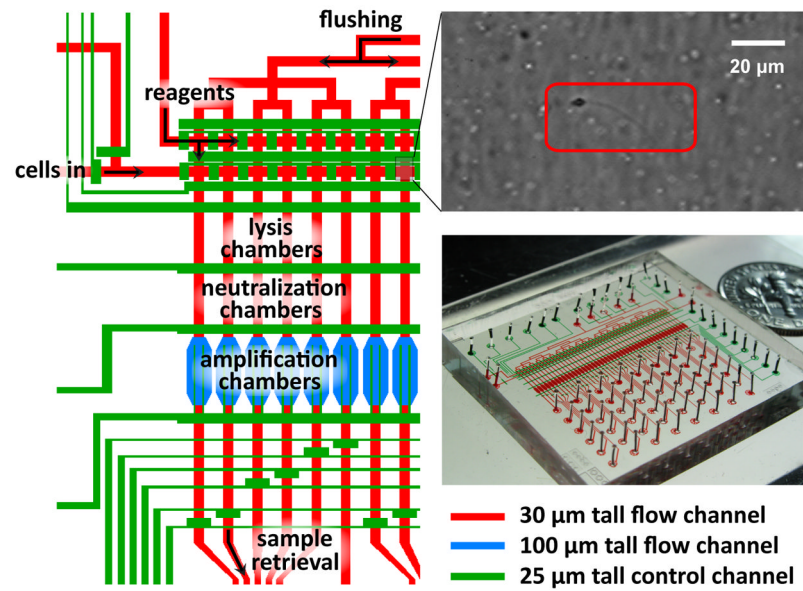 flushing
reagents
cells in
lysis
chambers
neutralization
chambers
amplification
chambers
sample
retrieval
20 µm
30 µm tall flow channel
100 µm tall flow channel
25 µm tall control channel